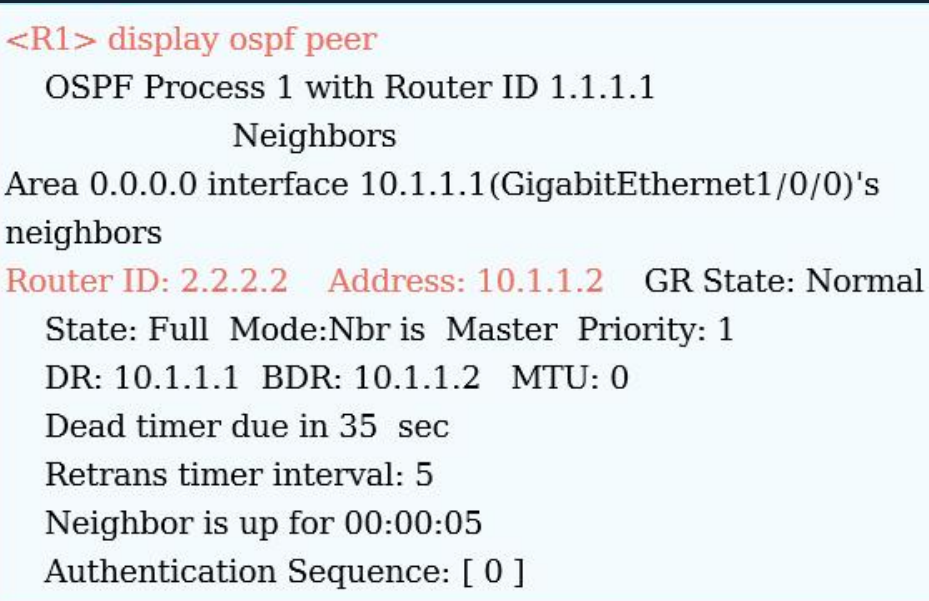 <R1> display ospf peer
OSPF Process 1 with Router ID 1.1.1.1
Neighbors
Area 0.0.0.0 interface 10.1.1.1(GigabitEthernet1/0/0)'s
neighbors
Router ID: 2.2.2.2 Address: 10.1.1.2 GR State: Normal
State: Full Mode:Nbr is Master Priority: 1
DR: 10.1.1.1 BDR: 10.1.1.2 MTU: 0
Dead timer due in 35 sec
Retrans timer interval: 5
Neighbor is up for 00:00:05
Authentication Sequence: [ 0 ]